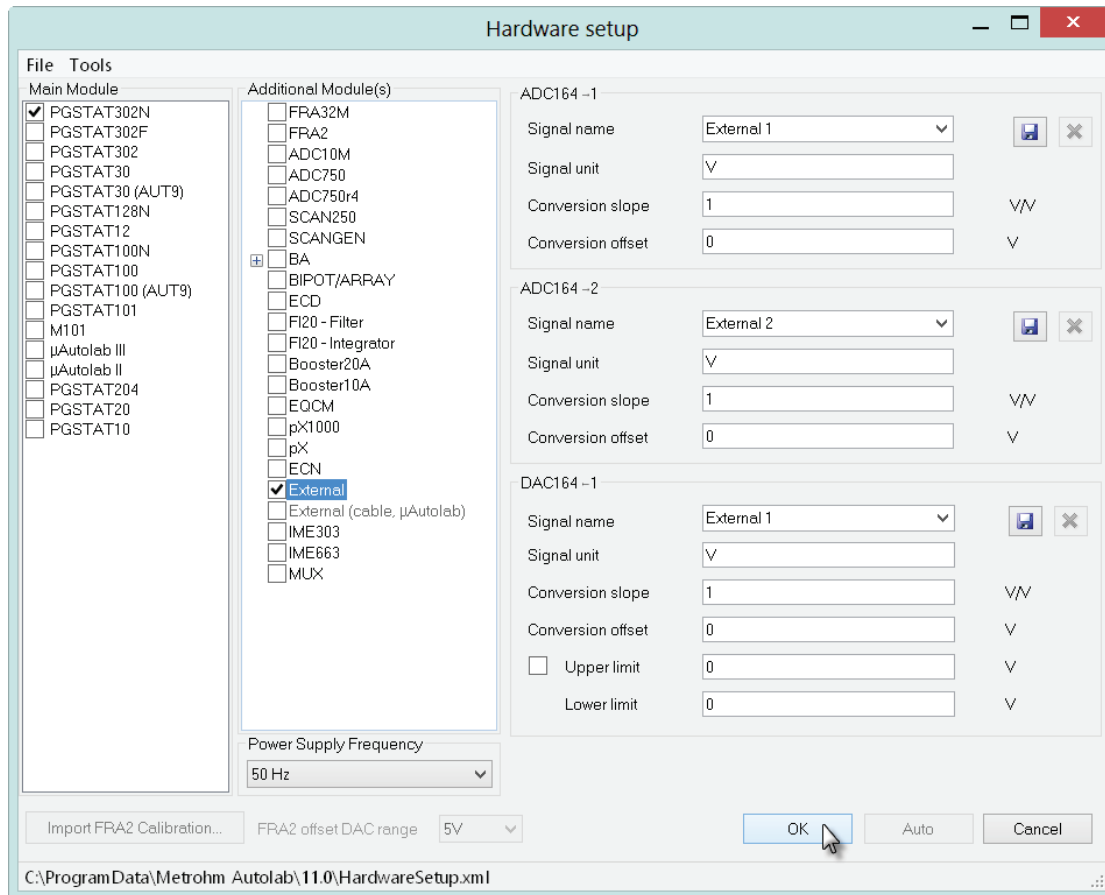 Hardware setup
File Tools
Main Module
PGSTAT302N
PGSTAT302F
PGSTAT302
PGSTAT30
PGSTAT30 (AUT9)
PGSTAT128N
PGSTAT12
PGSTAT100N
PGSTAT100
PGSTAT100 (AUT9)
PGSTAT101
M101
µAutolab III
µAutolab II
PGSTAT204
PGSTAT20
PGSTAT10
Additional Module(s)
FRA32M
FRA2
ADC10M
ADC750
ADC750r4
SCAN250
SCANGEN
BA
BIPOT/ARRAY
ECD
FI20 - Filter
FI20 - Integrator
Booster20A
Booster10A
EQCM
pX1000
pX
ECN
External
External (cable, µAutolab)
IME303
IME663
MUX
Power Supply Frequency
50 Hz
ADC164 -1
Signal name External 1
Signal unit V
Conversion slope 1 V/V
Conversion offset 0 V
ADC164 -2
Signal name External 2
Signal unit V
Conversion slope 1 V/V
Conversion offset 0 V
DAC164 -1
Signal name External 1
Signal unit V
Conversion slope 1 V/V
Conversion offset 0 V
Upper limit 0 V
Lower limit 0 V
Import FRA2 Calibration... FRA2 offset DAC range 5V OK Auto Cancel
C:\ProgramData\Metrohm Autolab\11.0\HardwareSetup.xml